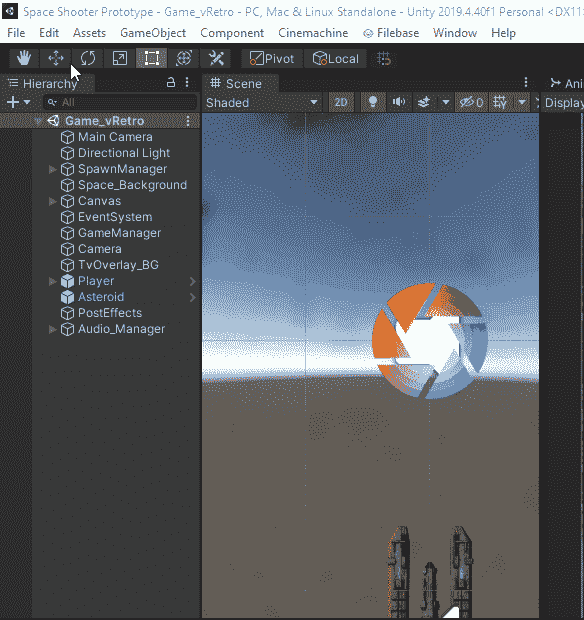 Space Shooter Prototype - Game_vRetro - PC, Mac & Linux Standalone - Unity 2019.4.40f1 Personal <DX11
File Edit Assets GameObject Component Cinemachine Filebase Window Help
Pivot Local
Hierarchy Scene Ani
All Shaded 2D 0 Display
Game_vRetro
Main Camera
Directional Light
SpawnManager
Space_Background
Canvas
EventSystem
GameManager
Camera
TvOverlay_BG
Player
Asteroid
PostEffects
Audio_Manager